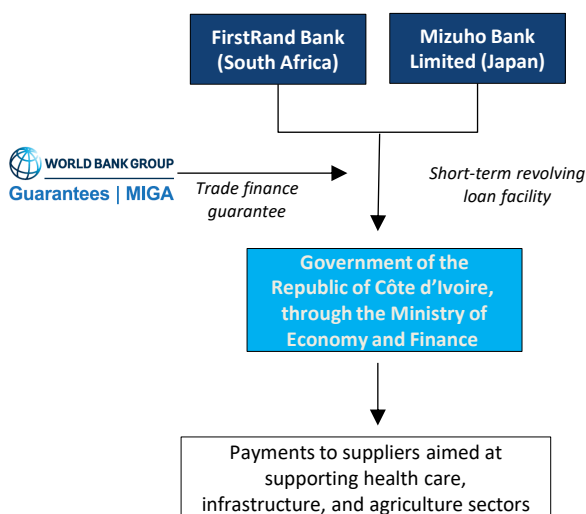 FirstRand Bank
(South Africa)
Mizuho Bank
Limited (Japan)
WORLD BANK GROUP
Guarantees | MIGA
Trade finance
guarantee
Short-term revolving
loan facility
Government of the
Republic of Côte d’Ivoire,
through the Ministry of
Economy and Finance
Payments to suppliers aimed at
supporting health care,
infrastructure, and agriculture sectors